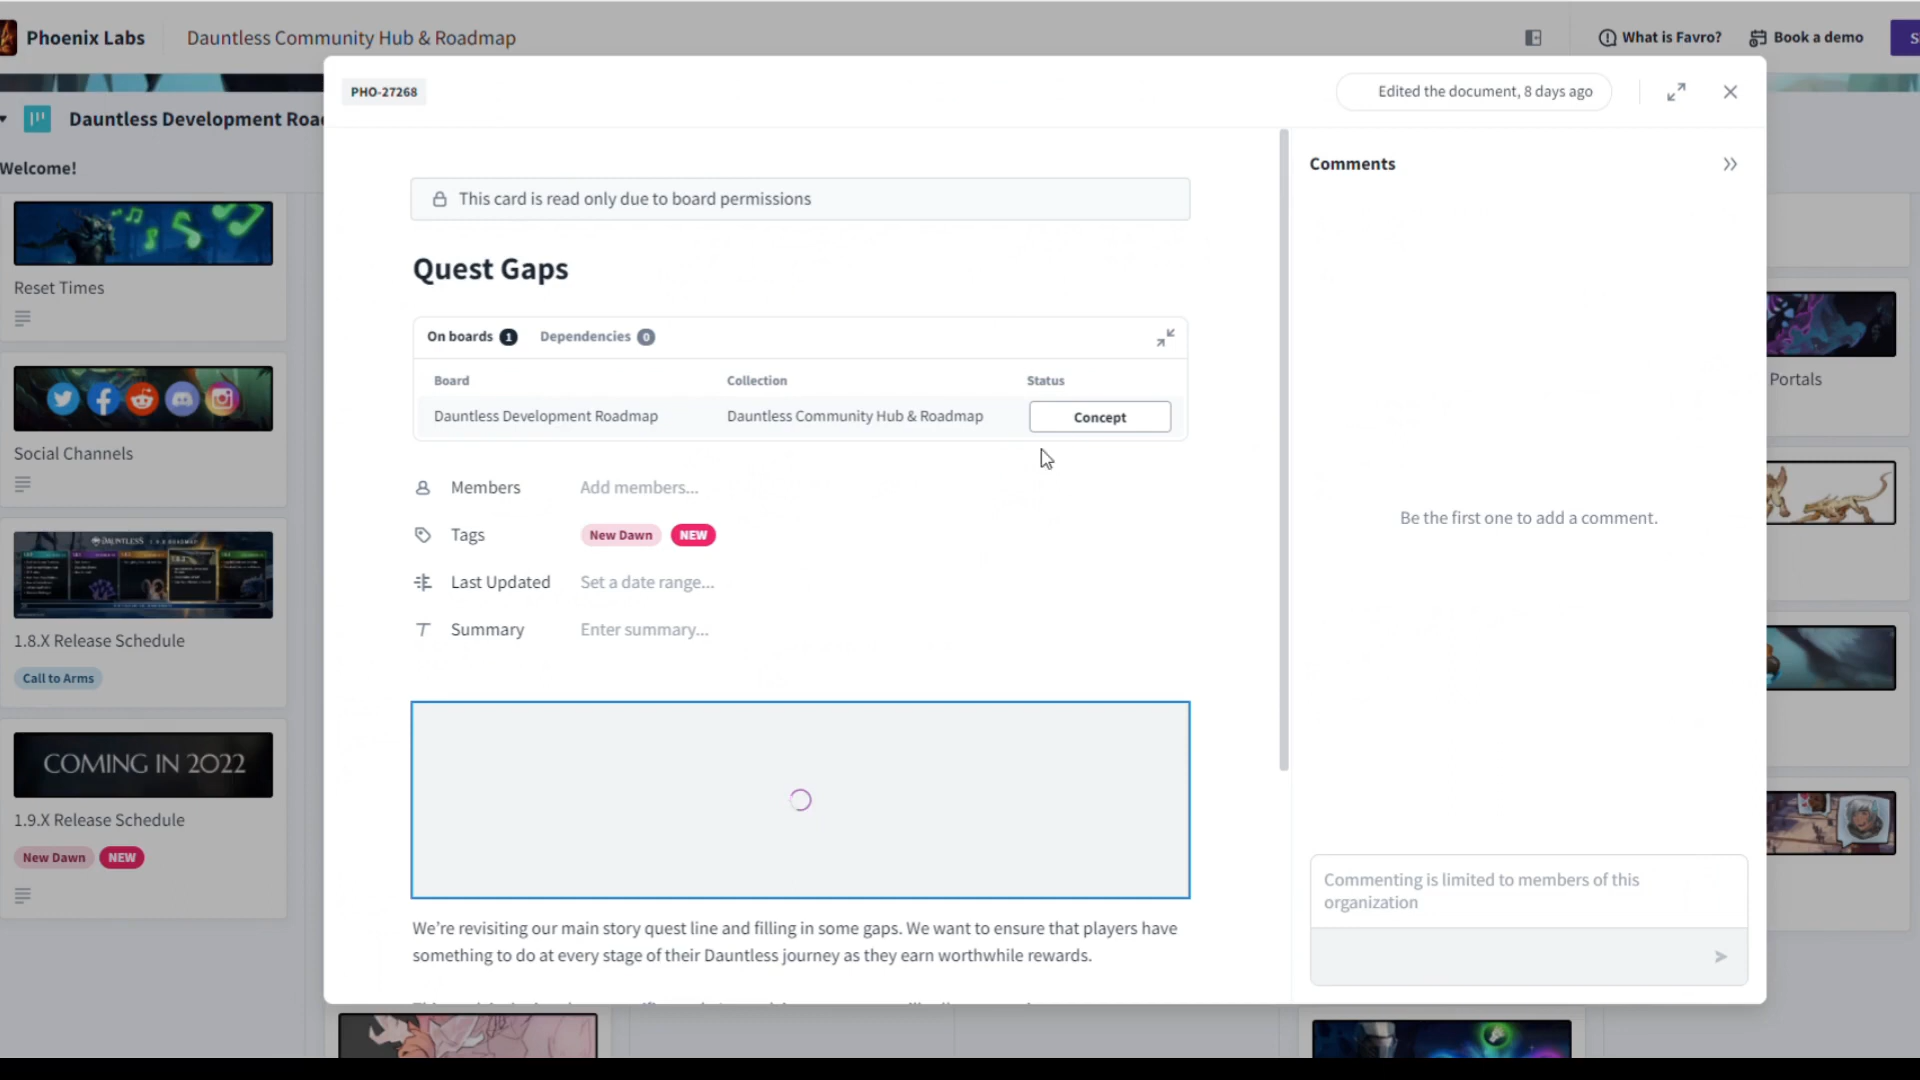 Phoenix Labs
Dauntless Community Hub & Roadmap
What is Favro?
Book a demo
Dauntless Development Roa
Welcome!
Reset Times
Social Channels
DAUNTLESS
1.8.X Release Schedule
Call to Arms
COMING IN 2022
1.9.X Release Schedule
New Dawn NEW
PHO-27268
Edited the document, 8 days ago
This card is read only due to board permissions
Quest Gaps
On boards 1 Dependencies 0
Board Collection Status
Dauntless Development Roadmap Dauntless Community Hub & Roadmap Concept
Members Add members...
Tags New Dawn NEW
Last Updated Set a date range...
Summary Enter summary...
We're revisiting our main story quest line and filling in some gaps. We want to ensure that players have
something to do at every stage of their Dauntless journey as they earn worthwhile rewards.
Comments
Be the first one to add a comment.
Commenting is limited to members of this
organization
Portals